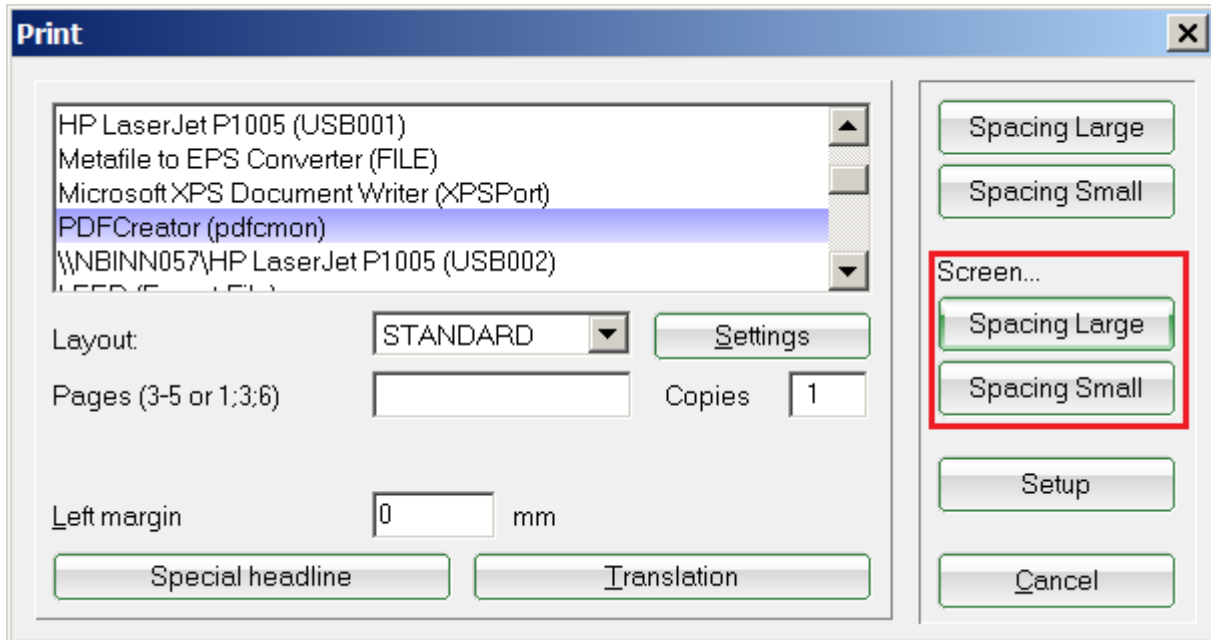 Print
HP LaserJet P1005 (USB001)
Metafile to EPS Converter (FILE)
Microsoft XPS Document Writer (XPSPort)
PDFCreator (pdfcmon)
\\NBINN057\HP LaserJet P1005 (USB002)
Layout:
STANDARD
Settings
Pages (3-5 or 1;3;6)
Copies
1
Left margin
0
mm
Special headline
Translation
Spacing Large
Spacing Small
Screen...
Spacing Large
Spacing Small
Setup
Cancel